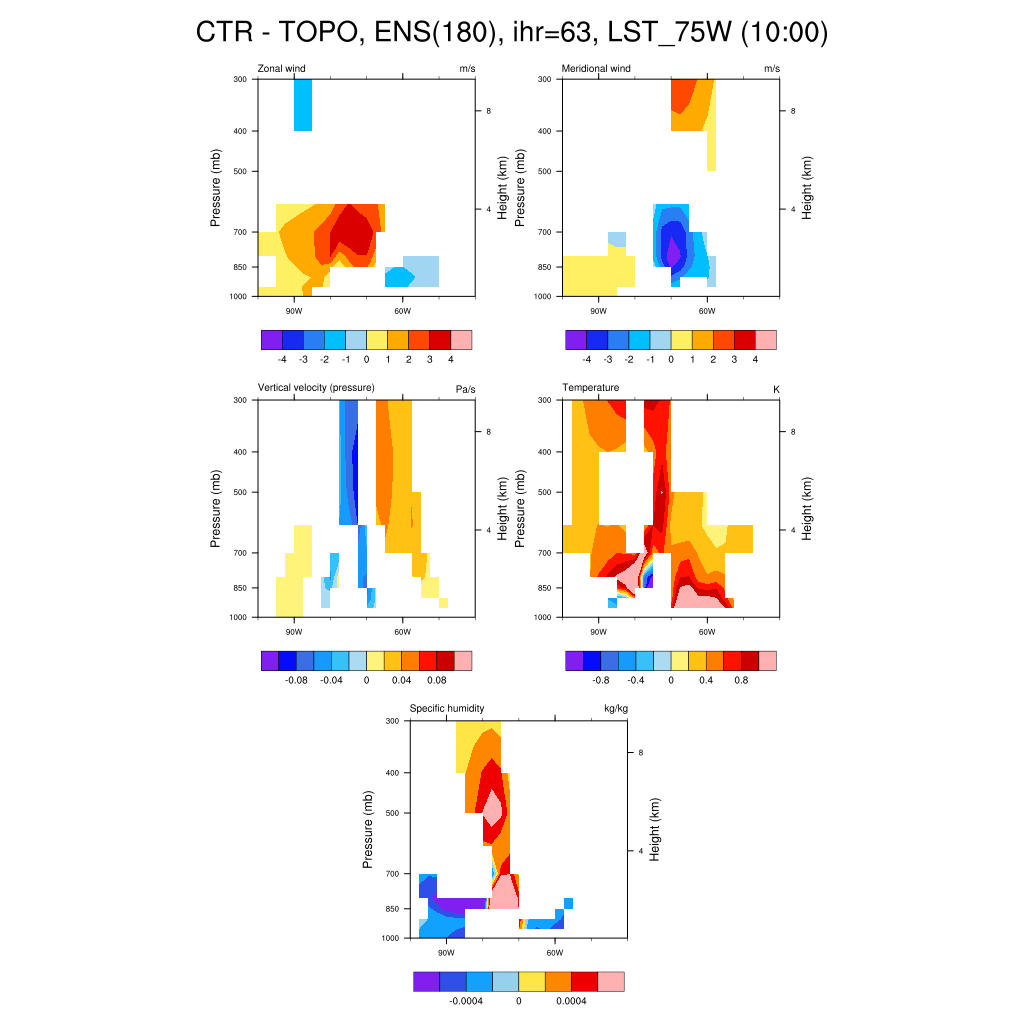 CTR - TOPO, ENS(180), ihr=63, LST_75W (10:00)
Zonal wind m/s
Pressure (mb)
300
400
500
700
850
1000
90W 60W
8
4
Height (km)
-4 -3 -2 -1 0 1 2 3 4
Meridional wind m/s
Pressure (mb)
300
400
500
700
850
1000
90W 60W
8
4
Height (km)
-4 -3 -2 -1 0 1 2 3 4
Vertical velocity (pressure) Pa/s
Pressure (mb)
300
400
500
700
850
1000
90W 60W
8
4
Height (km)
-0.08 -0.04 0 0.04 0.08
Temperature K
Pressure (mb)
300
400
500
700
850
1000
90W 60W
8
4
Height (km)
-0.8 -0.4 0 0.4 0.8
Specific humidity kg/kg
Pressure (mb)
300
400
500
700
850
1000
90W 60W
8
4
Height (km)
-0.0004 0 0.0004